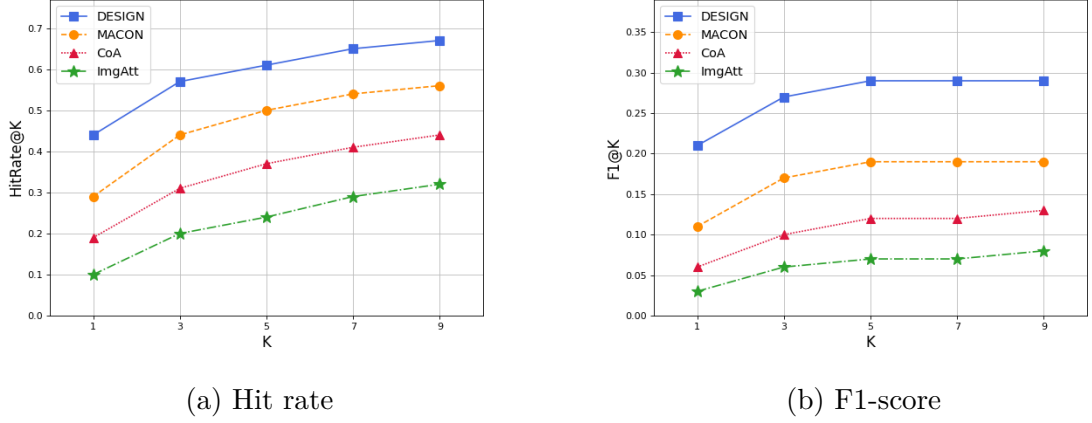 DESIGN
MACON
CoA
ImgAtt
HitRate@K
0.7
0.6
0.5
0.4
0.3
0.2
0.1
0.0
1 3 5 7 9
K
(a) Hit rate
DESIGN
MACON
CoA
ImgAtt
F1@K
0.35
0.30
0.25
0.20
0.15
0.10
0.05
0.00
1 3 5 7 9
K
(b) F1-score